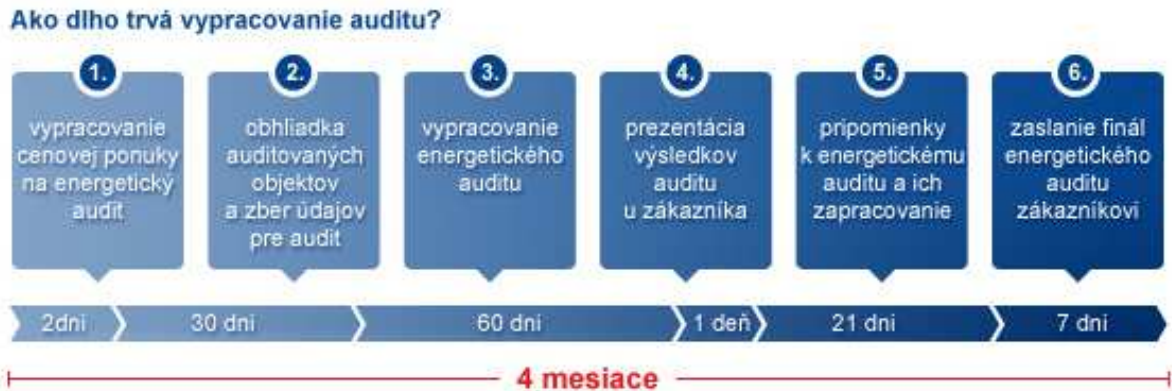 Ako dlho trvá vypracovanie auditu?
1.
vypracovanie
cenovej ponuky
na energetický
audit
2.
obhliadka
auditovaných
objektov
a zber údajov
pre audit
3.
vypracovanie
energetického
auditu
4.
prezentácia
výsledkov
auditu
u zákazníka
5.
pripomienky
k energetickému
auditu a ich
zapracovanie
6.
zaslanie finál
energetického
auditu
zákazníkovi
2dni
30 dní
60 dní
1 deň
21 dní
7 dní
4 mesiace